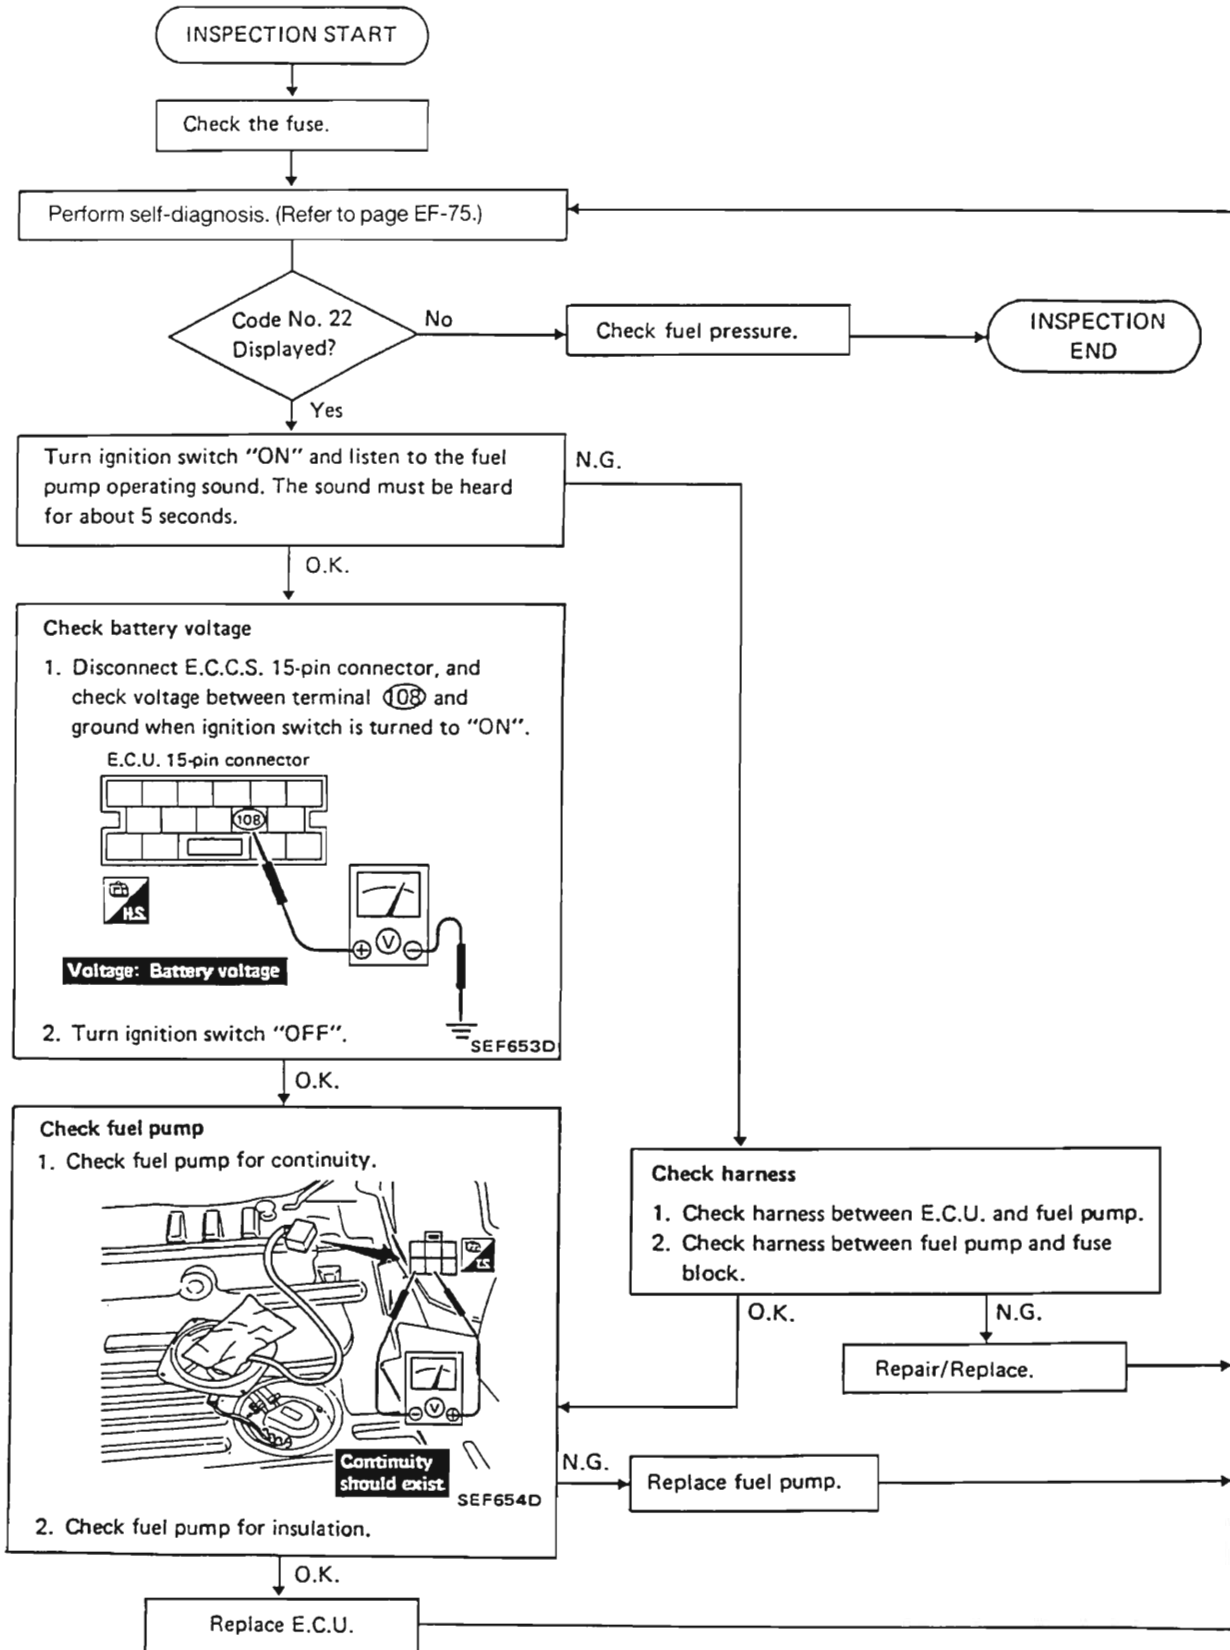 INSPECTION START
Check the fuse.
Perform self-diagnosis. (Refer to page EF-75.)
Code No. 22
Displayed?
No
Check fuel pressure.
INSPECTION
END
Yes
Turn ignition switch "ON" and listen to the fuel
pump operating sound. The sound must be heard
for about 5 seconds.
N.G.
O.K.
Check battery voltage
1. Disconnect E.C.C.S. 15-pin connector, and
check voltage between terminal 108 and
ground when ignition switch is turned to "ON".
E.C.U. 15-pin connector
108
H.S.
V
Voltage: Battery voltage
2. Turn ignition switch "OFF".
SEF653D
O.K.
Check fuel pump
1. Check fuel pump for continuity.
T.S.
V
Continuity
should exist
SEF654D
2. Check fuel pump for insulation.
Check harness
1. Check harness between E.C.U. and fuel pump.
2. Check harness between fuel pump and fuse
block.
O.K.
N.G.
Repair/Replace.
N.G.
Replace fuel pump.
O.K.
Replace E.C.U.